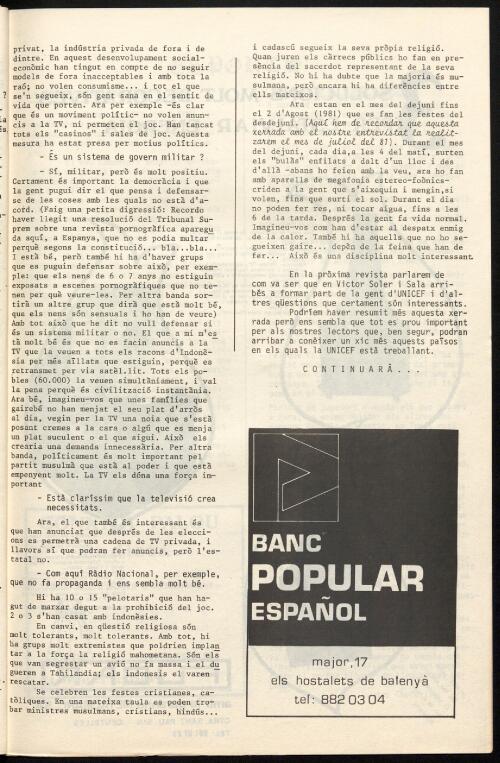 privat, la indústria privada de fora i de
dintre. En aquest desenvolupament social-
econòmic han tingut en compte de no seguir
models de fora inacceptables i amb tota la
raó; no volen consumisme... i tot el que
se'n segueix, són gent sana en el sentit de
vida que porten. Ara per exemple -és clar
que és un moviment polític- no volen anun-
cis a la TV, ni permeten el joc. Han tancat
tots els "casinos" i sales de joc. Aquesta
mesura ha estat presa per motius polítics.
- És un sistema de govern militar ?
- Sí, militar, però és molt positiu.
Certament és important la democràcia i que
la gent pugui dir el que pensa i defensar-
se de les coses amb les quals no està d'a-
cord. (Faig una petita digressió: Recordo
haver llegit una resolució del Tribunal Su-
prem sobre una revista pornogràfica aparegu
da aquí, a Espanya, que no es podia multar
perquè segons la constitució... bla...bla...
I està bé, però també hi ha d'haver grups
que es puguin defensar sobre això, per exem-
ple: que els nens de 6 o 7 anys no estiguin
exposats a escenes pornogràfiques que no te-
nen per què veure-les. Per altra banda sor-
tirà un altre grup que dirà que està molt bé,
que els nens són sensuals i ho han de veure)
Amb tot això que he dit no vull defensar si
és un sistema militar o no. El que a mi m'es
tà molt bé és que no es facin anuncis a la
TV que la veuen a tots els racons d'Indonè-
sia per més aïllats que estiguin, perquè es
retransmet per via satèl.lit. Tots els po-
bles (60.000) la veuen simultàniament, i val
la pena perquè és civilització instantània.
Ara bé, imagineu-vos que unes famílies que
gairebé no han menjat el seu plat d'arròs
al dia, vegin per la TV una noia que s'està
posant cremes a la cara o algú que es menja
un plat suculent o el que sigui. Això els
crearia una demanda innecessària. Per altra
banda, políticament és molt important pel
partit musulmà que està al poder i que està
empenyent molt. La TV els dóna una força im-
portant
- Està claríssim que la televisió crea
necessitats.
Ara, el que també és interessant és
que han anunciat que després de les elecci-
ons es permetrà una cadena de TV privada, i
llavors sí que podran fer anuncis, però l'es-
tatal no.
- Com aquí Ràdio Nacional, per exemple,
que no fa propaganda i ens sembla molt bé.
Hi ha 10 o 15 "pelotaris" que han ha-
gut de marxar degut a la prohibició del joc.
2 o 3 s'han casat amb indonèsies.
En canvi, en qüestió religiosa són
molt tolerants, molt tolerants. Amb tot, hi
ha grups molt extremistes que poldrien implan
tar a la força la religió mahometana. Són els
que van segrestar un avió no fa massa i el du
gueren a Tahilandia; els indonesis el varen
rescatar.
Se celebren les festes cristianes, ca-
tòliques. En una mateixa taula es poden tro-
bar ministres musulmans, cristians, hindús...
i cadascú segueix la seva pròpia religió.
Quan juren els càrrecs públics ho fan en pre-
sència del sacerdot representant de la seva
religió. No hi ha dubte que la majoria és mu-
sulmana, però encara hi ha diferències entre
ells mateixos.
Ara estan en el mes del dejuni fins
el 2 d'Agost (1981) que es fan les festes del
desdejuni. (Aquí hem de recordar que aquesta
xerrada amb el nostre entrevistat la realit-
zarem el mes de juliol del 81). Durant el mes
del dejuni, cada dia,a les 4 del matí, surten
els "bulàs" enfilats a dalt d'un lloc i des
d'allà -abans ho feien amb la veu, ara ho fan
amb aparells de megafonia estereo-fcònics-
criden a la gent que s'aixequin i mengin,si
volen, fins que surti el sol. Durant el dia
no poden fer res, ni tocar aigua, fins a les
6 de la tarda. Després la gent fa vida normal.
Imagineu-vos com han d'estar al despatx enmig
de la calor. També hi ha aquells que no ho se-
gueixen gaire... depèn de la feina que han de
fer... Això és una disciplina molt interessant
En la pròxima revista parlarem de
com va ser que en Victor Soler i Sala arri-
bés a formar part de la gent d'UNICEF i d'al-
tres qüestions que certament són interessants.
Podríem haver resumit més aquesta xer-
rada però ens sembla que tot es prou important
per als nostres lectors que, ben segur, podran
arribar a conèixer un xic més aquests països
en els quals la UNICEF està treballant.
CONTINUARÀ...
BANC
POPULAR
ESPAÑOL
major,17
els hostalets de balenyà
tel: 882 03 04